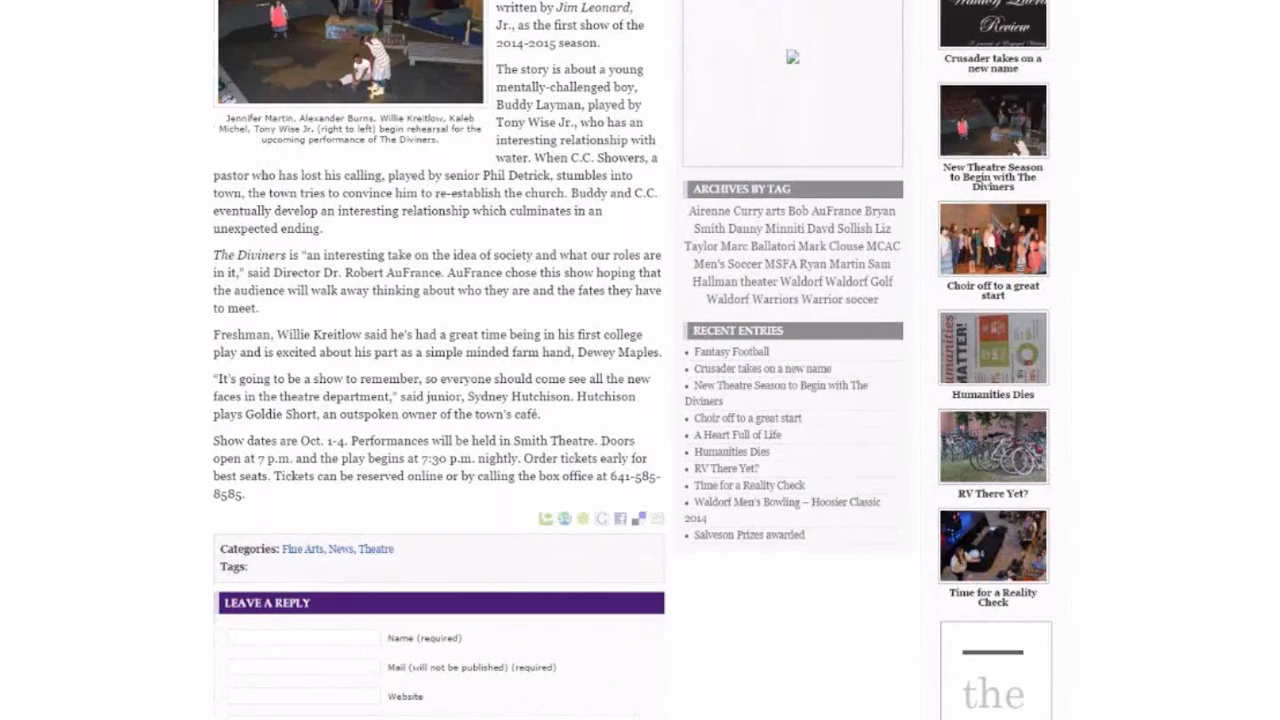 written by Jim Leonard,
Jr., as the first show of the
2014-2015 season.
The story is about a young
mentally-challenged boy,
Buddy Layman, played by
Tony Wise Jr., who has an
interesting relationship with
water. When C.C. Showers, a
Jennifer Martin, Alexander Burns, Willie Kreitlow, Kaleb
Michel, Tony Wise Jr. (right to left) begin rehearsal for the
upcoming performance of The Diviners.
pastor who has lost his calling, played by senior Phil Detrick, stumbles into
town, the town tries to convince him to re-establish the church. Buddy and C.C.
eventually develop an interesting relationship which culminates in an
unexpected ending.
The Diviners is “an interesting take on the idea of society and what our roles are
in it,” said Director Dr. Robert AuFrance. AuFrance chose this show hoping that
the audience will walk away thinking about who they are and the fates they have
to meet.
Freshman, Willie Kreitlow said he’s had a great time being in his first college
play and is excited about his part as a simple minded farm hand, Dewey Maples.
“It’s going to be a show to remember, so everyone should come see all the new
faces in the theatre department,” said junior, Sydney Hutchison. Hutchison
plays Goldie Short, an outspoken owner of the town’s café.
Show dates are Oct. 1-4. Performances will be held in Smith Theatre. Doors
open at 7 p.m. and the play begins at 7:30 p.m. nightly. Order tickets early for
best seats. Tickets can be reserved online or by calling the box office at 641-585-
8585.
Categories: Fine Arts, News, Theatre
Tags:
LEAVE A REPLY
Name (required)
Mail (will not be published) (required)
Website
ARCHIVES BY TAG
Airenne Curry arts Bob AuFrance Bryan
Smith Danny Minniti Davd Sollish Liz
Taylor Marc Ballatori Mark Clouse MCAC
Men's Soccer MSFA Ryan Martin Sam
Hallman theater Waldorf Waldorf Golf
Waldorf Warriors Warrior soccer
RECENT ENTRIES
Fantasy Football
Crusader takes on a new name
New Theatre Season to Begin with The
Diviners
Choir off to a great start
A Heart Full of Life
Humanities Dies
RV There Yet?
Time for a Reality Check
Waldorf Men's Bowling – Hoosier Classic
2014
Salveson Prizes awarded
Review
Crusader takes on a
new name
New Theatre Season
to Begin with The
Diviners
Choir off to a great
start
humanities
MATTER!
Humanities Dies
RV There Yet?
Time for a Reality
Check
the